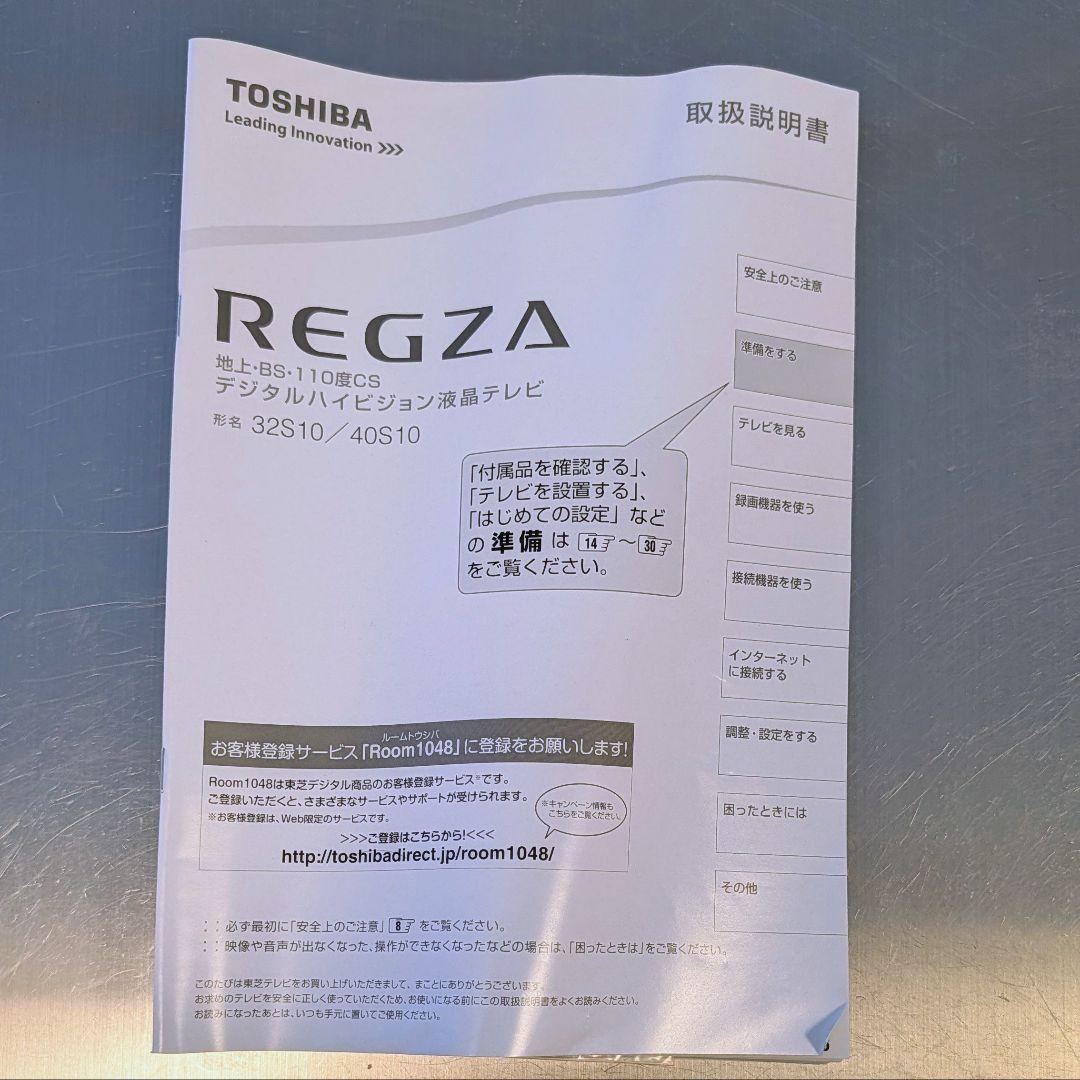 TOSHIBA
Leading Innovation >>>
取扱説明書
REGZA
地上・BS・110度CS
デジタルハイビジョン液晶テレビ
形名 32S10／40S10
安全上のご注意
準備をする
テレビを見る
録画機器を使う
接続機器を使う
インターネット
に接続する
調整・設定をする
困ったときには
その他
「付属品を確認する」、
「テレビを設置する」、
「はじめての設定」など
の 準備 は 14 ～ 30
をご覧ください。
ルームトウシバ
お客様登録サービス「Room1048」に登録をお願いします!
Room1048は東芝デジタル商品のお客様登録サービス※です。
ご登録いただくと、さまざまなサービスやサポートが受けられます。
※お客様登録は、Web限定のサービスです。
※キャンペーン情報も
こちらをご覧ください。
>>>ご登録はこちらから!<<<
http://toshibadirect.jp/room1048/
：：必ず最初に「安全上のご注意」 8 をご覧ください。
：：映像や音声が出なくなった、操作ができなくなったなどの場合は、「困ったときは」をご覧ください。
このたびは東芝テレビをお買い上げいただきまして、まことにありがとうございます。
お求めのテレビを安全に正しく使っていただくため、お使いになる前にこの取扱説明書をよくお読みください。
お読みになったあとは、いつも手元に置いてご使用ください。